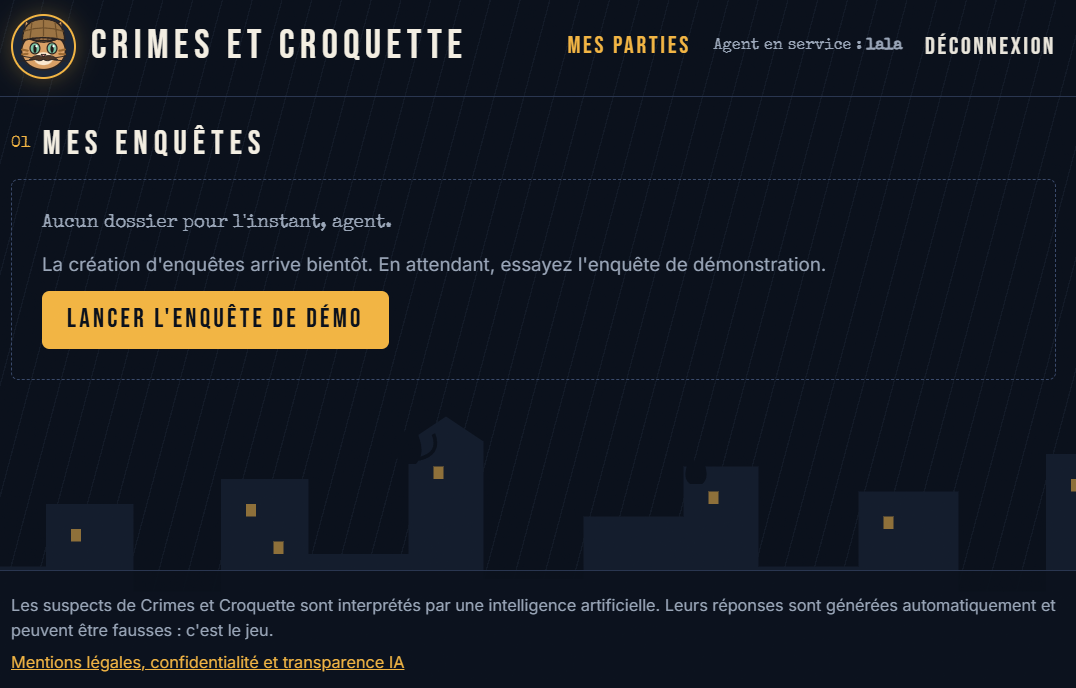 CRIMES ET CROQUETTE
MES PARTIES
Agent en service : lala
DÉCONNEXION
01 MES ENQUÊTES
Aucun dossier pour l'instant, agent.
La création d'enquêtes arrive bientôt. En attendant, essayez l'enquête de démonstration.
LANCER L'ENQUÊTE DE DÉMO
Les suspects de Crimes et Croquette sont interprétés par une intelligence artificielle. Leurs réponses sont générées automatiquement et
peuvent être fausses : c'est le jeu.
Mentions légales, confidentialité et transparence IA